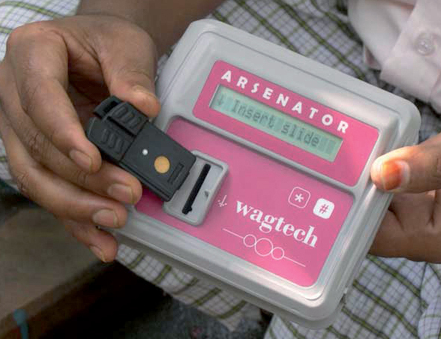 ARSENATOR
↓ Insert slide
* #
↓ wagtech